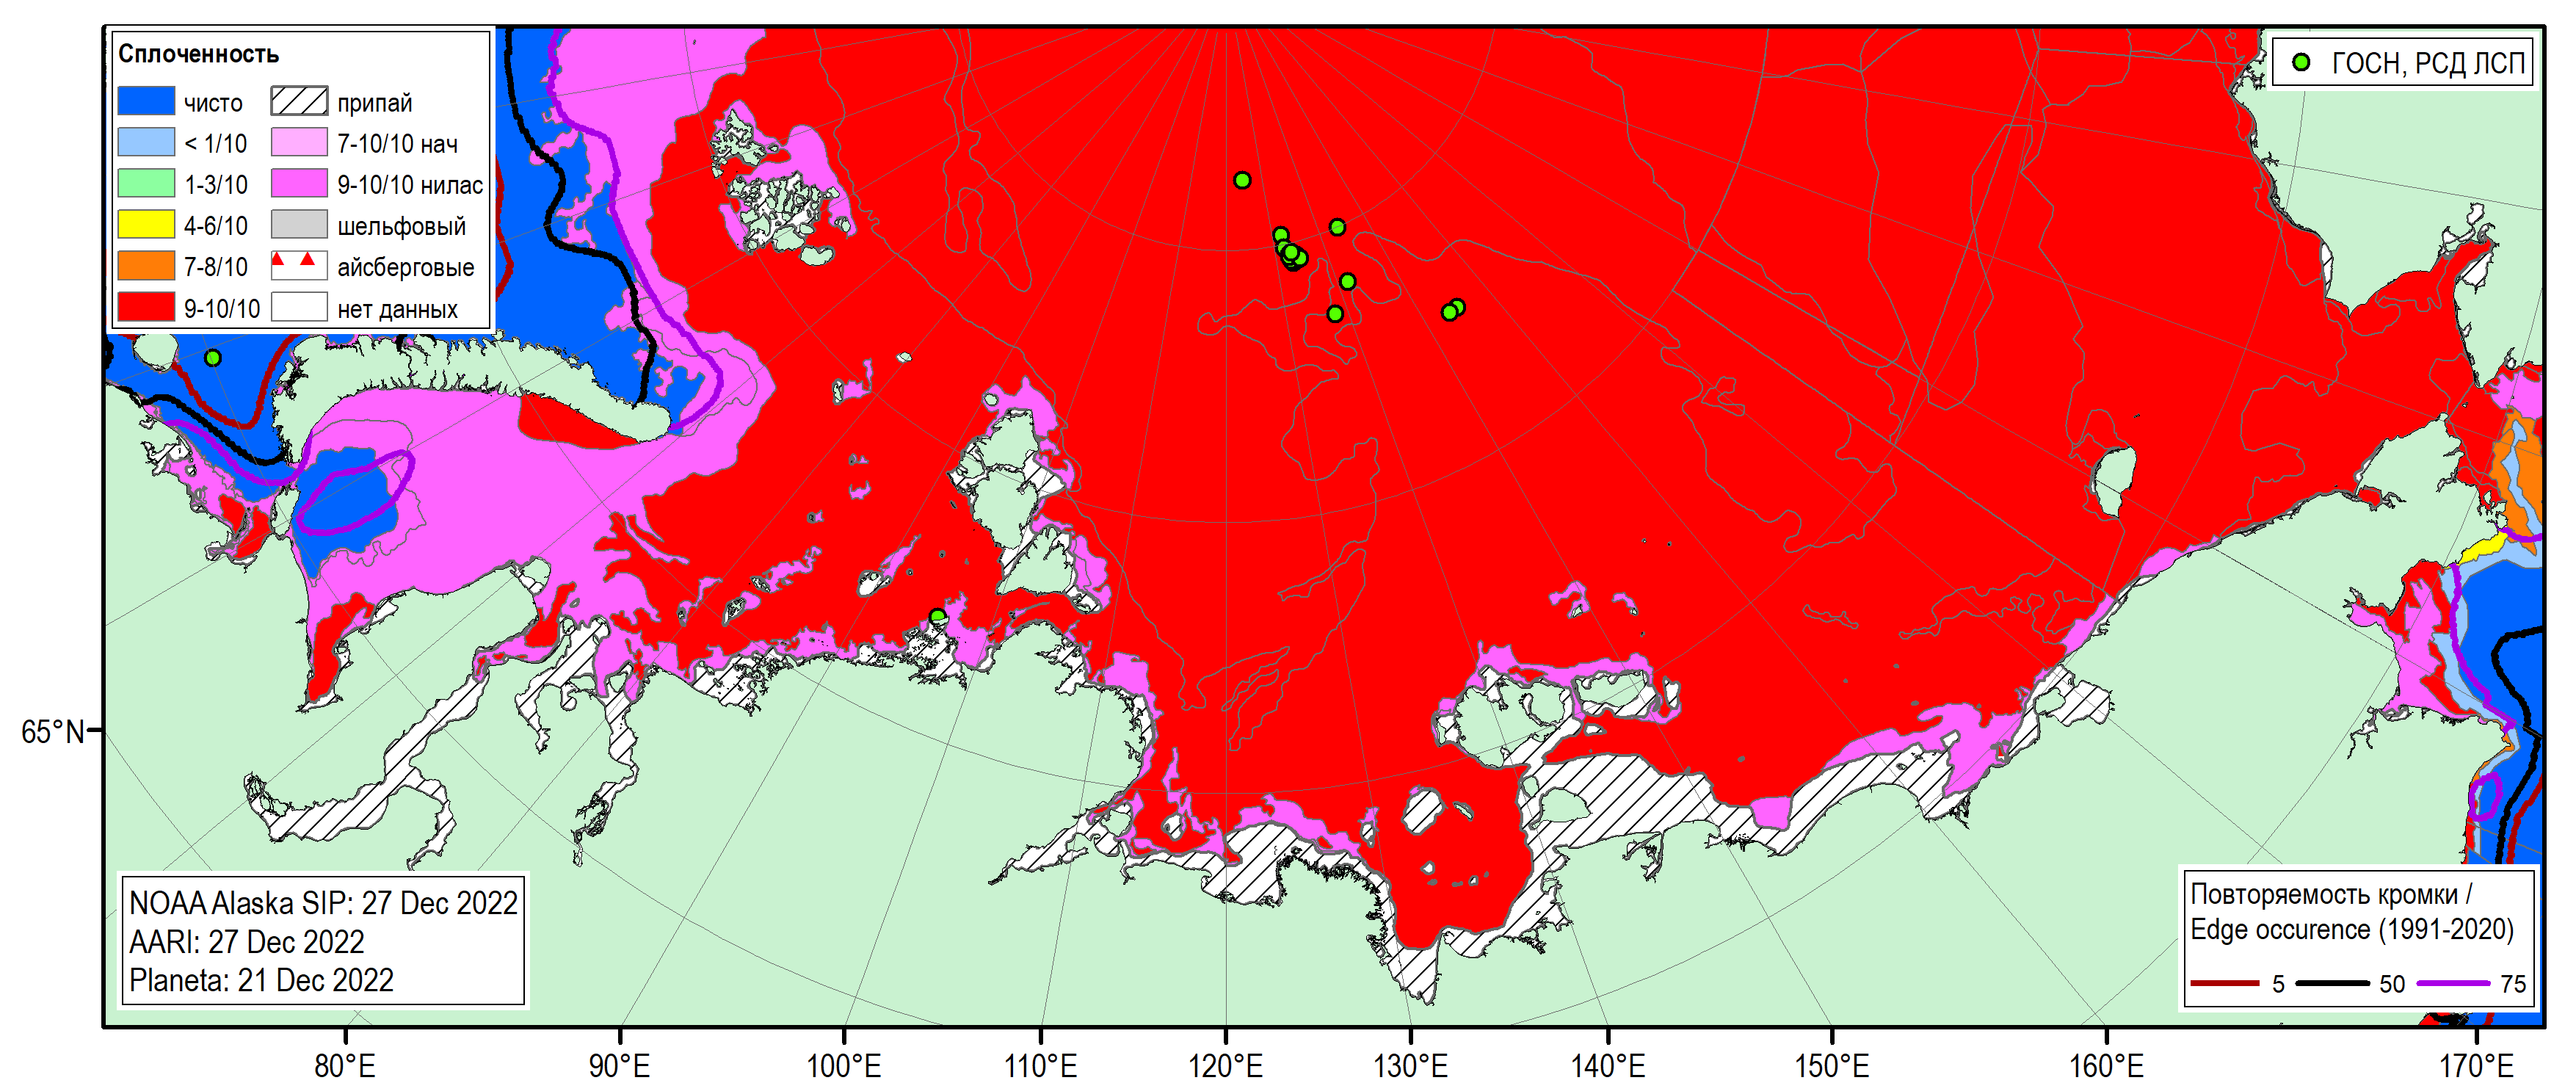 Сплоченность
чисто
припай
< 1/10
7-10/10 нач
1-3/10
9-10/10 нилас
4-6/10
шельфовый
7-8/10
айсберговые
9-10/10
нет данных
ГОСН, РСД ЛСП
65°N
NOAA Alaska SIP: 27 Dec 2022
AARI: 27 Dec 2022
Planeta: 21 Dec 2022
Повторяемость кромки /
Edge occurence (1991-2020)
5 50 75
80°E 90°E 100°E 110°E 120°E 130°E 140°E 150°E 160°E 170°E